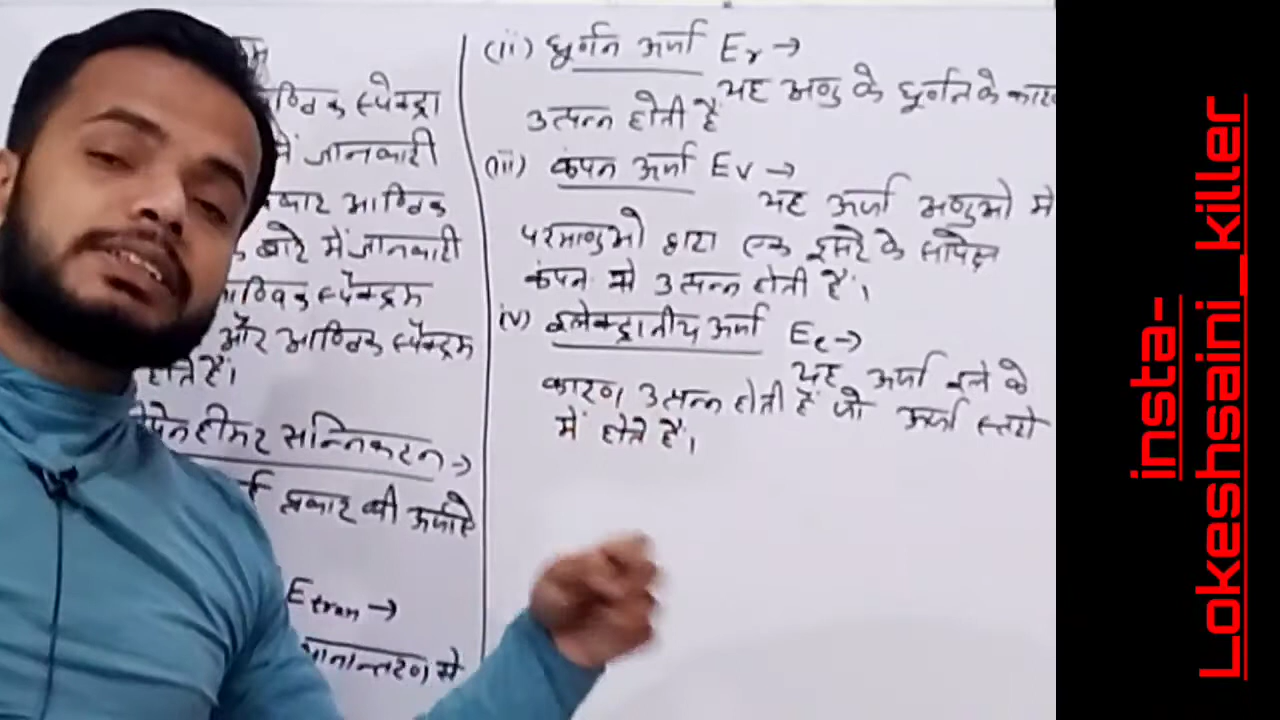 आण्विक स्पेक्ट्रा
में जानकारी
प्रकार आण्विक
के बारे में जानकारी
आण्विक स्पेक्ट्रम
और आण्विक स्पेक्ट्रम
होते हैं।
सन्निकटन →
प्रकार की ऊर्जाऐ
Etran →
से
(ii) घूर्णन ऊर्जा Er →
यह अणु के घूर्णन के कारण
उत्पन्न होती है
(iii) कंपन ऊर्जा Ev →
यह ऊर्जा अणुओ मे
परमाणुओ द्वारा एक दूसरे के सापेक्ष
कंपन से उत्पन्न होती हैं।
(iv) इलेक्ट्रानीय ऊर्जा Ee →
यह ऊर्जा इले के
कारण उत्पन्न होती हैं जो ऊर्जा स्तरो
में होते हैं।
insta-
Lokeshsaini_killer